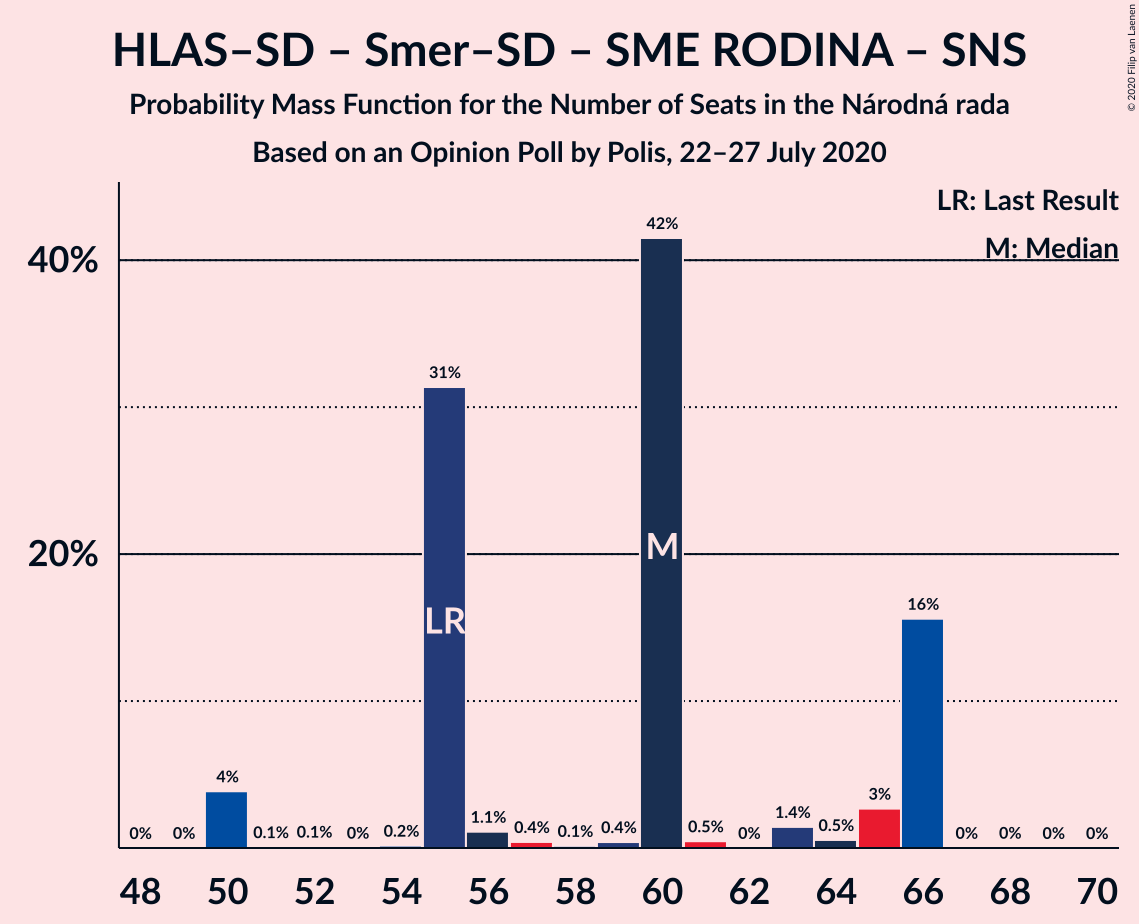 HLAS–SD – Smer–SD – SME RODINA – SNS
Probability Mass Function for the Number of Seats in the Národná rada
Based on an Opinion Poll by Polis, 22–27 July 2020
© 2020 Filip van Laenen
LR: Last Result
M: Median
40%
20%
0% 0% 4% 0.1% 0.1% 0% 0.2% 31% 1.1% 0.4% 0.1% 0.4% 42% 0.5% 0% 1.4% 0.5% 3% 16% 0% 0% 0% 0%
LR
M
48 50 52 54 56 58 60 62 64 66 68 70